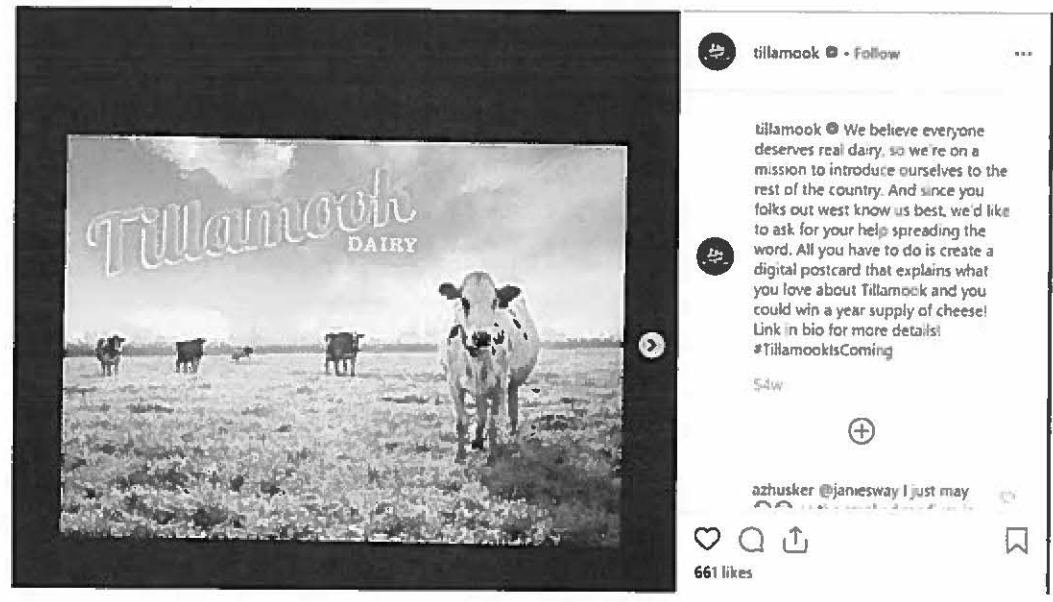 Tillamook
DAIRY
tillamook • Follow
tillamook We believe everyone
deserves real dairy, so we're on a
mission to introduce ourselves to the
rest of the country. And since you
folks out west know us best, we'd like
to ask for your help spreading the
word. All you have to do is create a
digital postcard that explains what
you love about Tillamook and you
could win a year supply of cheese!
Link in bio for more details!
#TillamookIsComing
54w
azhusker @janiesway I just may
661 likes